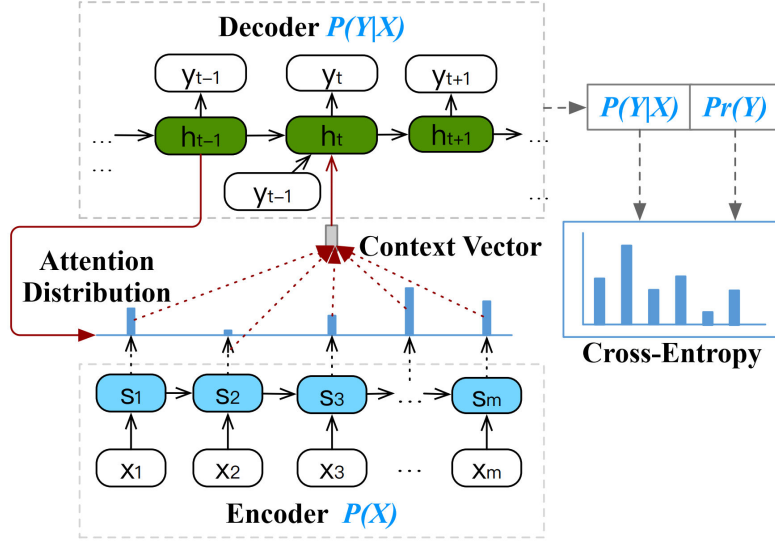 Decoder P(Y|X)
yt−1 yt yt+1
P(Y|X) Pr(Y)
... ht−1 ht ht+1 ...
... yt−1 ...
Context Vector
Attention
Distribution
Cross-Entropy
s1 s2 s3 ... sm
x1 x2 x3 ... xm
Encoder P(X)